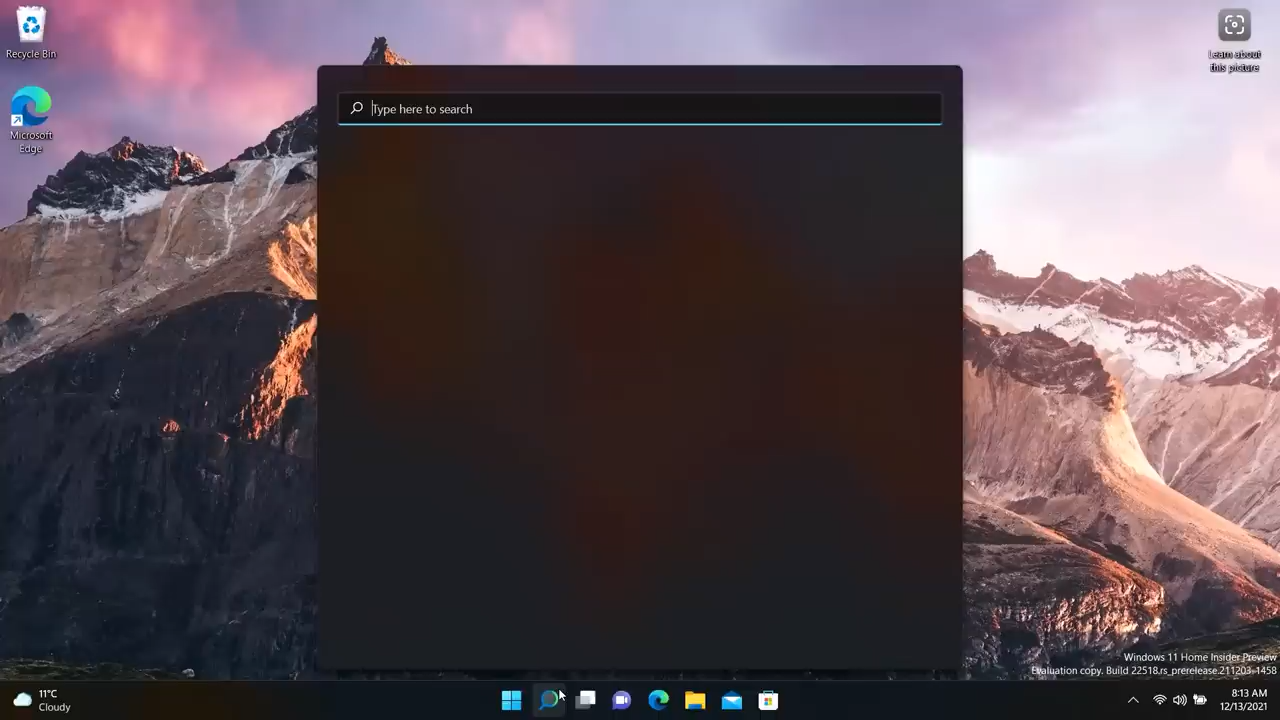 Recycle Bin
Learn about
this picture
Type here to search
Microsoft
Edge
Windows 11 Home Insider Preview
Evaluation copy. Build 22518.rs_prerelease.211203-1458
11°C
Cloudy
8:13 AM
12/13/2021